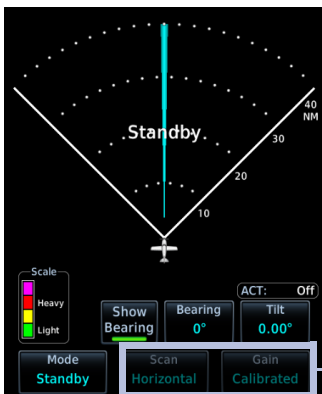 40
NM
Standby
30
20
10
Scale
Heavy
Light
ACT: Off
Show
Bearing
Bearing
0°
Tilt
0.00°
Mode
Standby
Scan
Horizontal
Gain
Calibrated